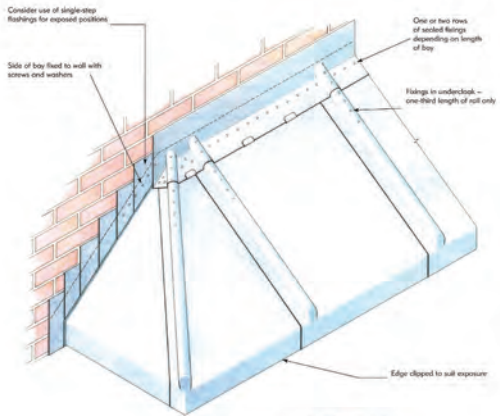 Consider use of single-step
flashings for exposed positions
Side of bay fixed to wall with
screws and washers
One or two rows
of sealed fixings
depending on length
of bay
Fixings in undercloak –
one-third length of roll only
Edge clipped to suit exposure